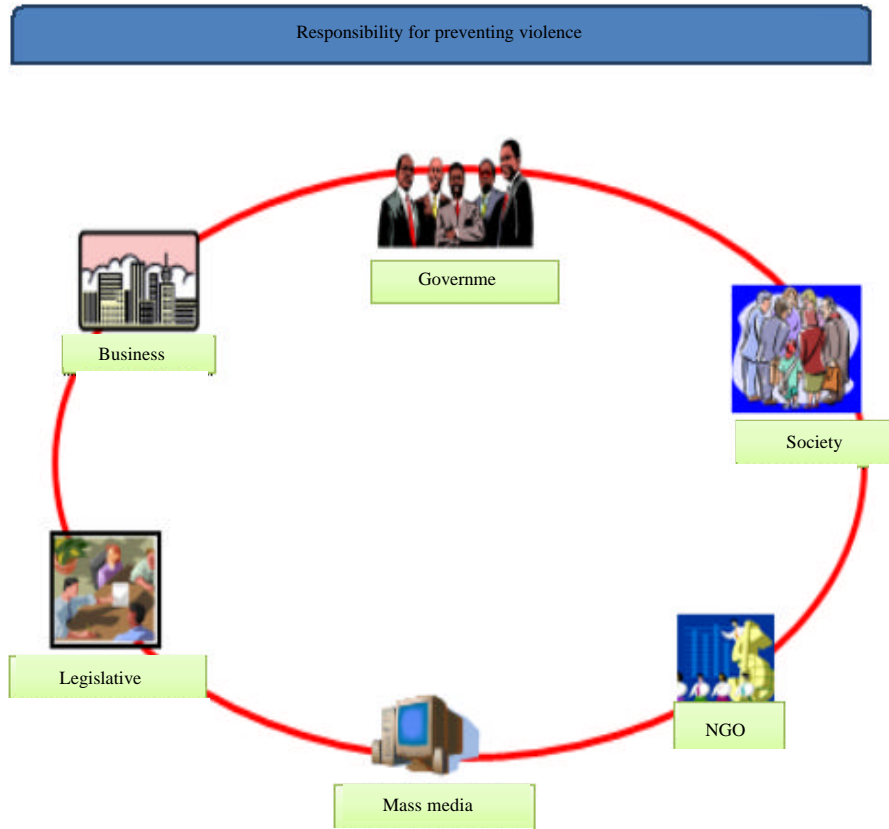 Responsibility for preventing violence
Governme
Business
Society
Legislative
NGO
Mass media